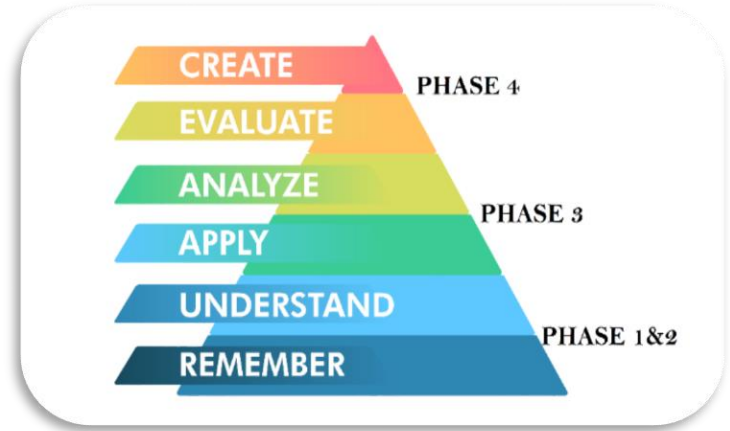 CREATE
PHASE 4
EVALUATE
ANALYZE
PHASE 3
APPLY
UNDERSTAND
PHASE 1&2
REMEMBER